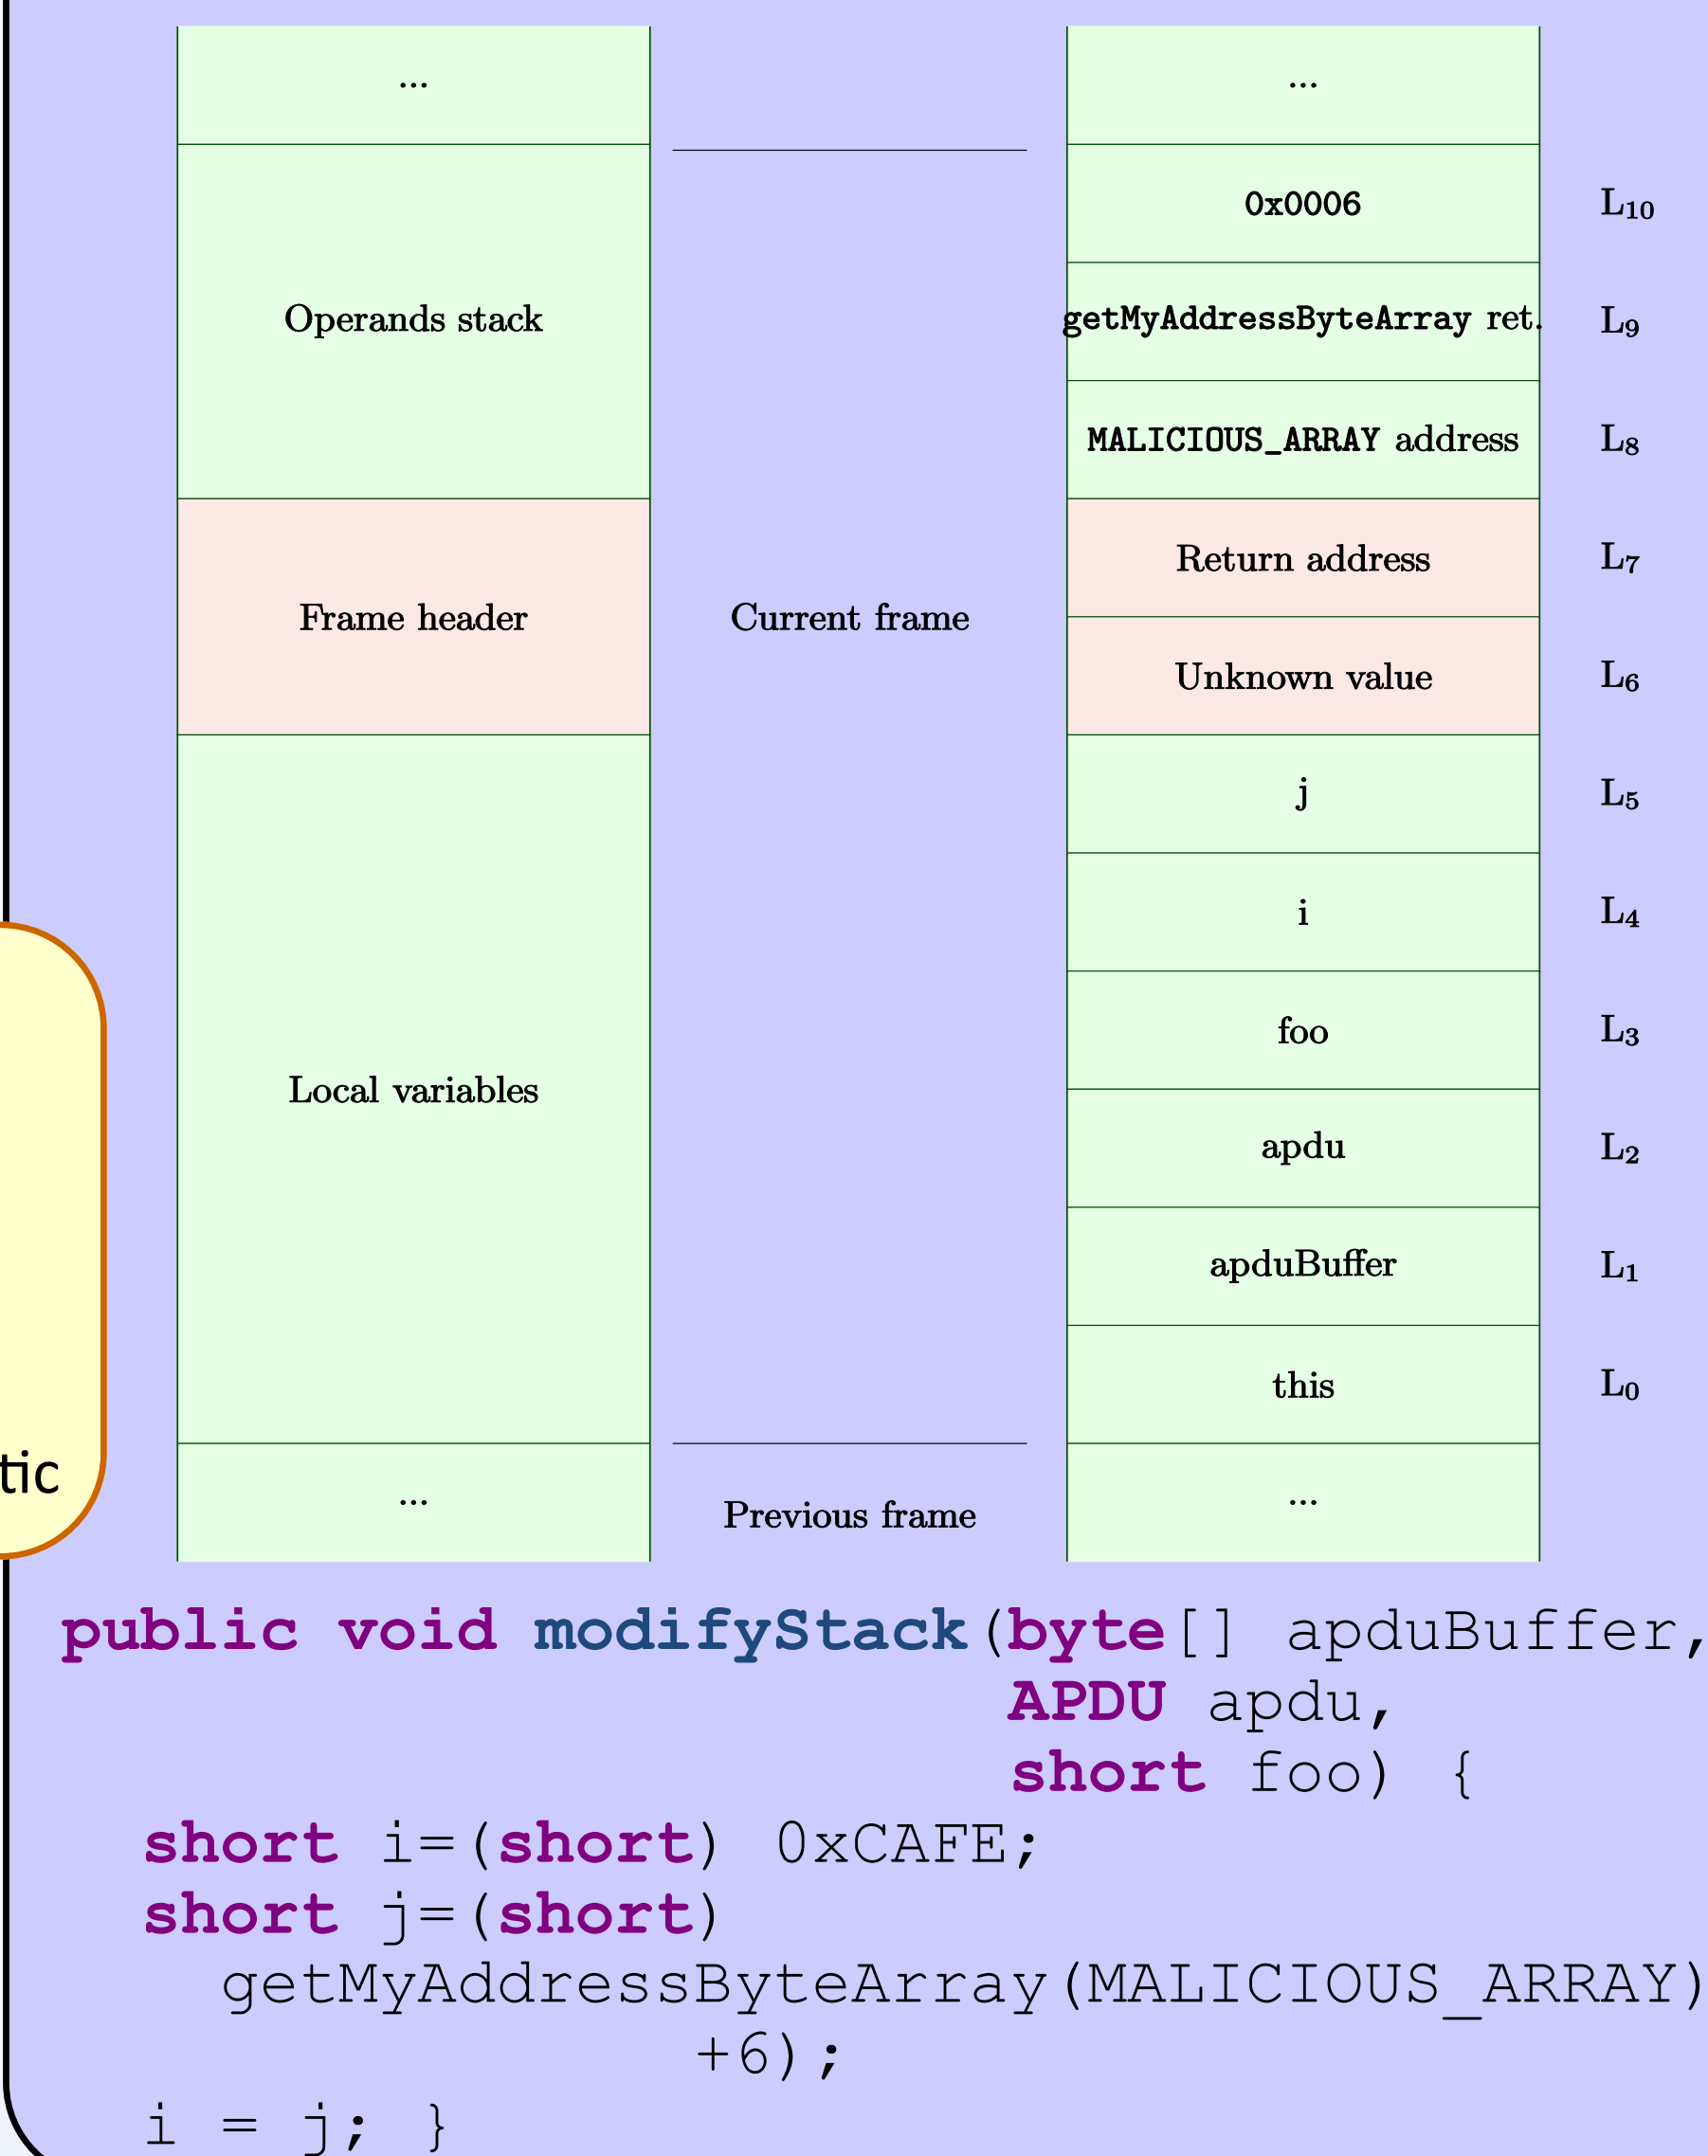 ...
Operands stack
Frame header
Local variables
...
Current frame
Previous frame
...
0x0006 L10
getMyAddressByteArray ret. L9
MALICIOUS_ARRAY address L8
Return address L7
Unknown value L6
j L5
i L4
foo L3
apdu L2
apduBuffer L1
this L0
...
tic
public void modifyStack(byte[] apduBuffer,
APDU apdu,
short foo) {
short i=(short) 0xCAFE;
short j=(short)
getMyAddressByteArray(MALICIOUS_ARRAY)
+6);
i = j; }